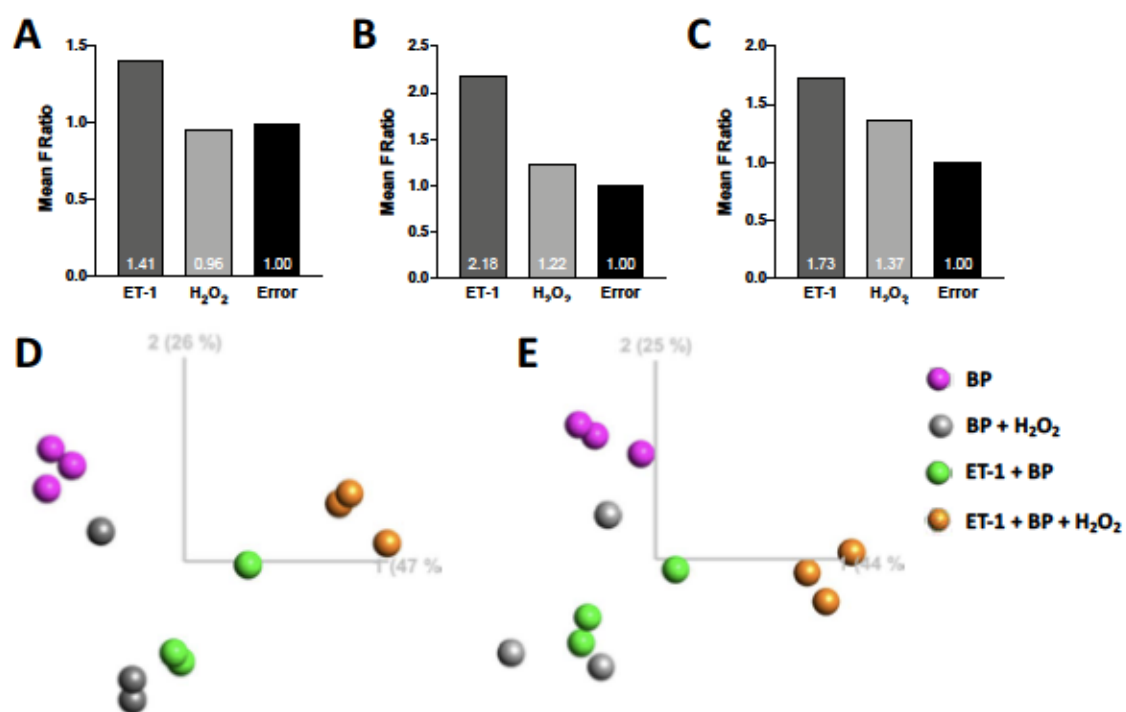 A
Mean F Ratio
1.5
1.0
0.5
0.0
1.41
0.96
1.00
ET-1
H₂O₂
Error
B
Mean F Ratio
2.5
2.0
1.5
1.0
0.5
0.0
2.18
1.22
1.00
ET-1
H₉O₉
Error
C
Mean F Ratio
2.0
1.5
1.0
0.5
0.0
1.73
1.37
1.00
ET-1
H₉O₂
Error
D
2 (26 %)
1 (47 %
E
2 (25 %)
1 (44 %
BP
BP + H₂O₂
ET-1 + BP
ET-1 + BP + H₂O₂